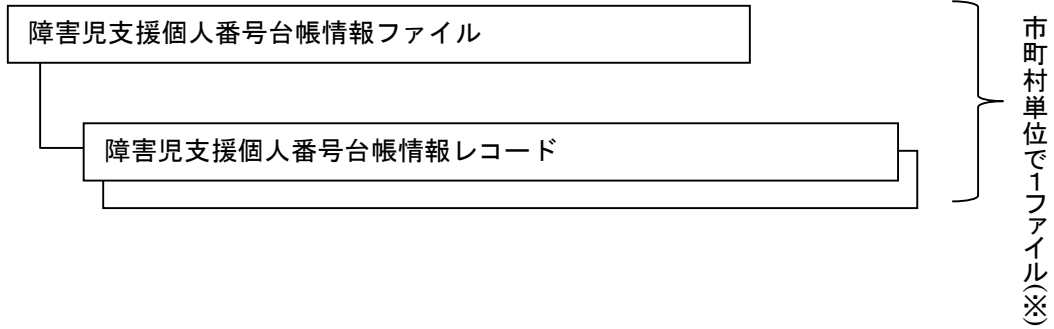 障害児支援個人番号台帳情報ファイル
障害児支援個人番号台帳情報レコード
市町村単位で1ファイル(※)